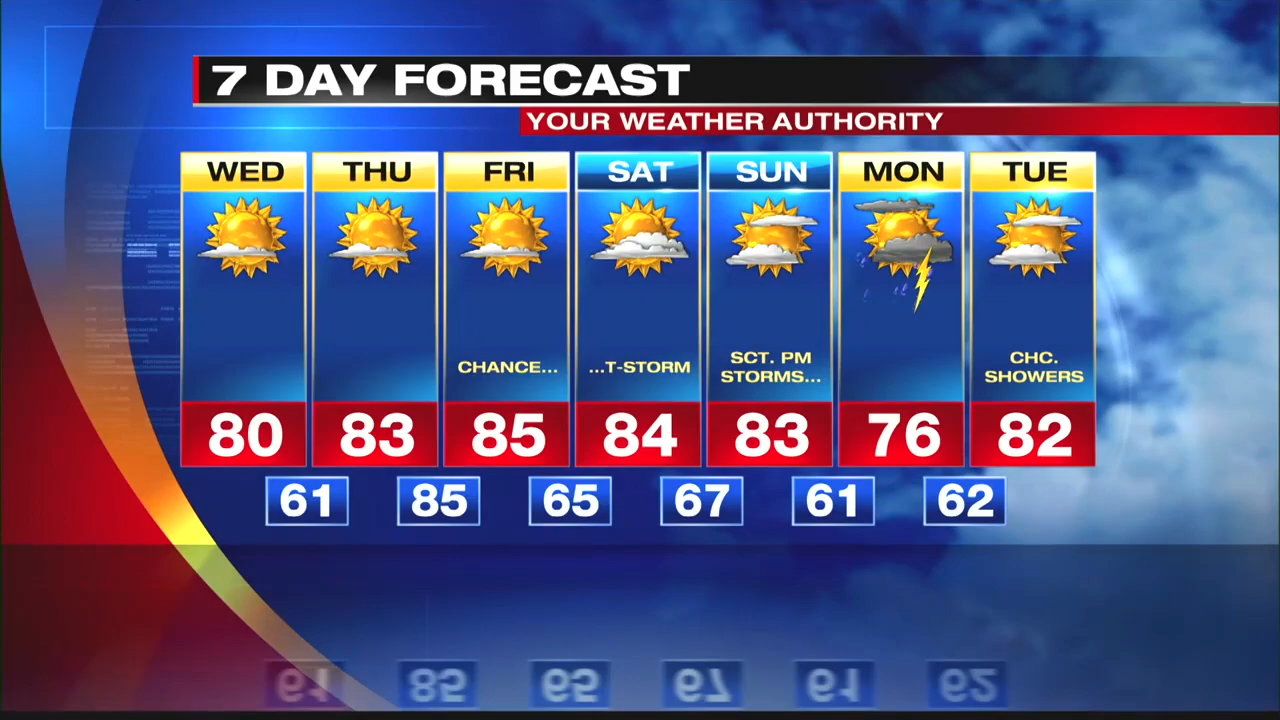 7 DAY FORECAST
YOUR WEATHER AUTHORITY
WED THU FRI SAT SUN MON TUE
CHANCE... ...T-STORM SCT. PM STORMS... CHC. SHOWERS
80 83 85 84 83 76 82
61 85 65 67 61 62